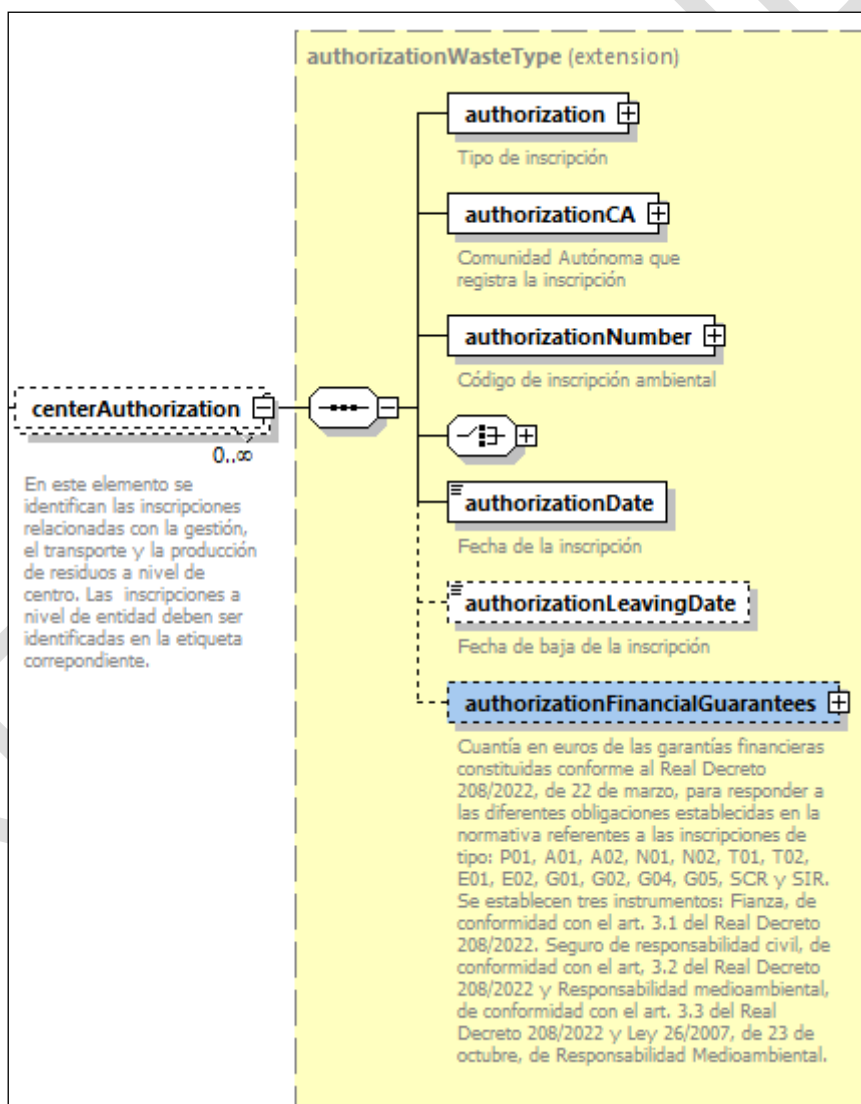 authorizationWasteType (extension)
authorization
Tipo de inscripción
authorizationCA
Comunidad Autónoma que
registra la inscripción
authorizationNumber
Código de inscripción ambiental
centerAuthorization
0..∞
En este elemento se
identifican las inscripciones
relacionadas con la gestión,
el transporte y la producción
de residuos a nivel de
centro. Las  inscripciones a
nivel de entidad deben ser
identificadas en la etiqueta
correpondiente.
authorizationDate
Fecha de la inscripción
authorizationLeavingDate
Fecha de baja de la inscripción
authorizationFinancialGuarantees
Cuantía en euros de las garantías financieras
constituidas conforme al Real Decreto
208/2022, de 22 de marzo, para responder a
las diferentes obligaciones establecidas en la
normativa referentes a las inscripciones de
tipo: P01, A01, A02, N01, N02, T01, T02,
E01, E02, G01, G02, G04, G05, SCR y SIR.
Se establecen tres instrumentos: Fianza, de
conformidad con el art. 3.1 del Real Decreto
208/2022. Seguro de responsabilidad civil, de
conformidad con el art, 3.2 del Real Decreto
208/2022 y Responsabilidad medioambiental,
de conformidad con el art. 3.3 del Real
Decreto 208/2022 y Ley 26/2007, de 23 de
octubre, de Responsabilidad Medioambiental.